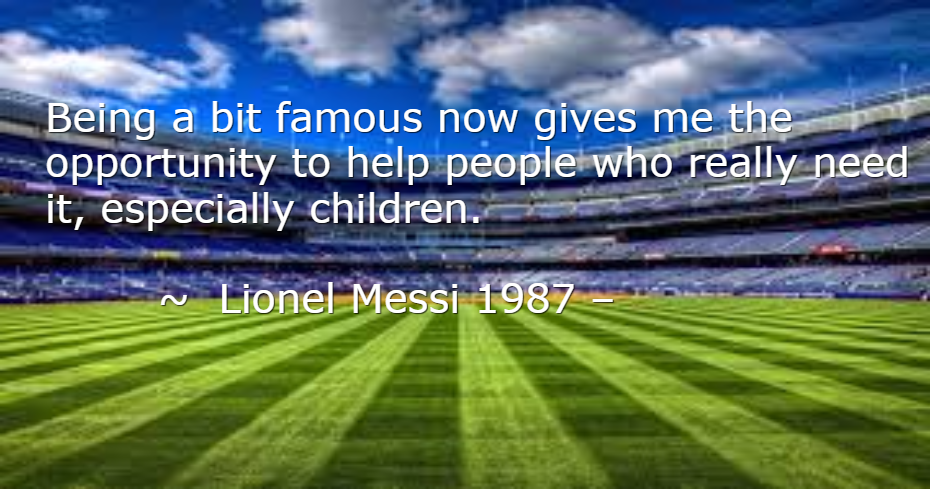 Being a bit famous now gives me the
opportunity to help people who really need
it, especially children.
~ Lionel Messi 1987 –